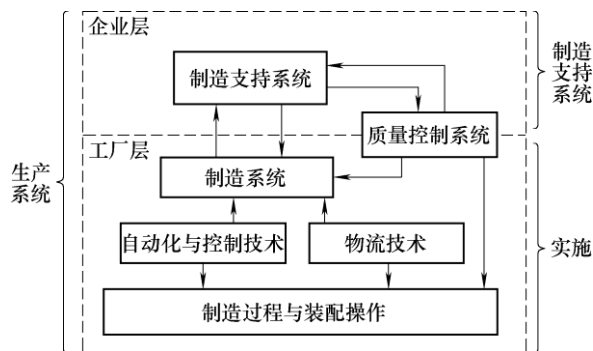 企业层
制造支持系统
制造
支持
系统
质量控制系统
工厂层
生产
系统
制造系统
自动化与控制技术
物流技术
实施
制造过程与装配操作